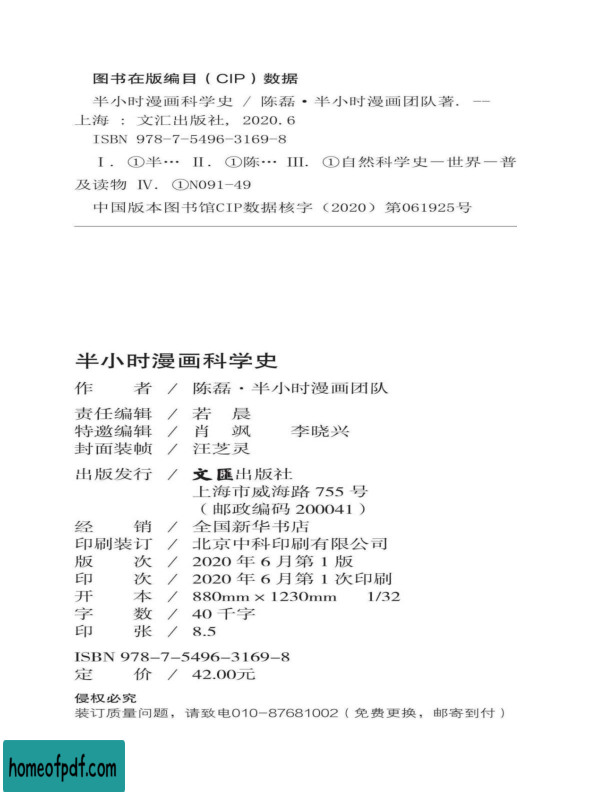 图书在版编目（CIP）数据
半小时漫画科学史 / 陈磊·半小时漫画团队著. --
上海 : 文汇出版社, 2020.6
ISBN 978-7-5496-3169-8
Ⅰ. ①半… Ⅱ. ①陈… Ⅲ. ①自然科学史－世界－普
及读物 Ⅳ. ①N091-49
中国版本图书馆CIP数据核字（2020）第061925号
半小时漫画科学史
作 者 / 陈磊·半小时漫画团队
责任编辑 / 若 晨
特邀编辑 / 肖 飒 李晓兴
封面装帧 / 汪芝灵
出版发行 / 文匯出版社
上海市威海路 755 号
（邮政编码 200041）
经 销 / 全国新华书店
印刷装订 / 北京中科印刷有限公司
版 次 / 2020 年 6 月第 1 版
印 次 / 2020 年 6 月第 1 次印刷
开 本 / 880mm × 1230mm 1/32
字 数 / 40 千字
印 张 / 8.5
ISBN 978-7-5496-3169-8
定 价 / 42.00元
侵权必究
装订质量问题，请致电010-87681002（免费更换，邮寄到付）
homeofpdf.com